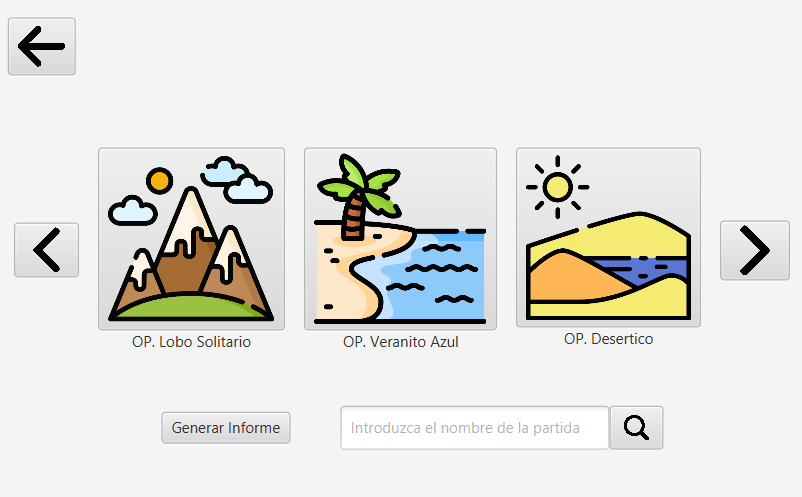 OP. Lobo Solitario
OP. Veranito Azul
OP. Desertico
Generar Informe
Introduzca el nombre de la partida